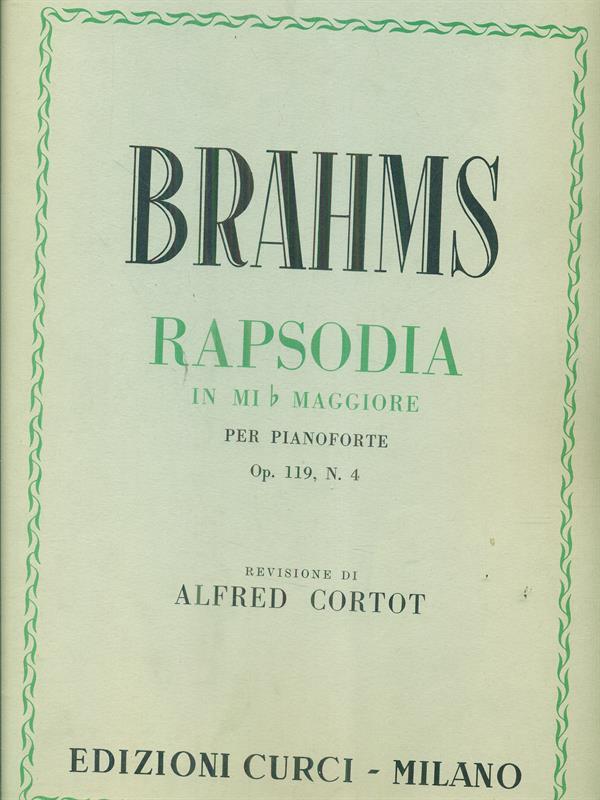 BRAHMS
RAPSODIA
IN MI ♭ MAGGIORE
PER PIANOFORTE
Op. 119, N. 4
REVISIONE DI
ALFRED CORTOT
EDIZIONI CURCI - MILANO